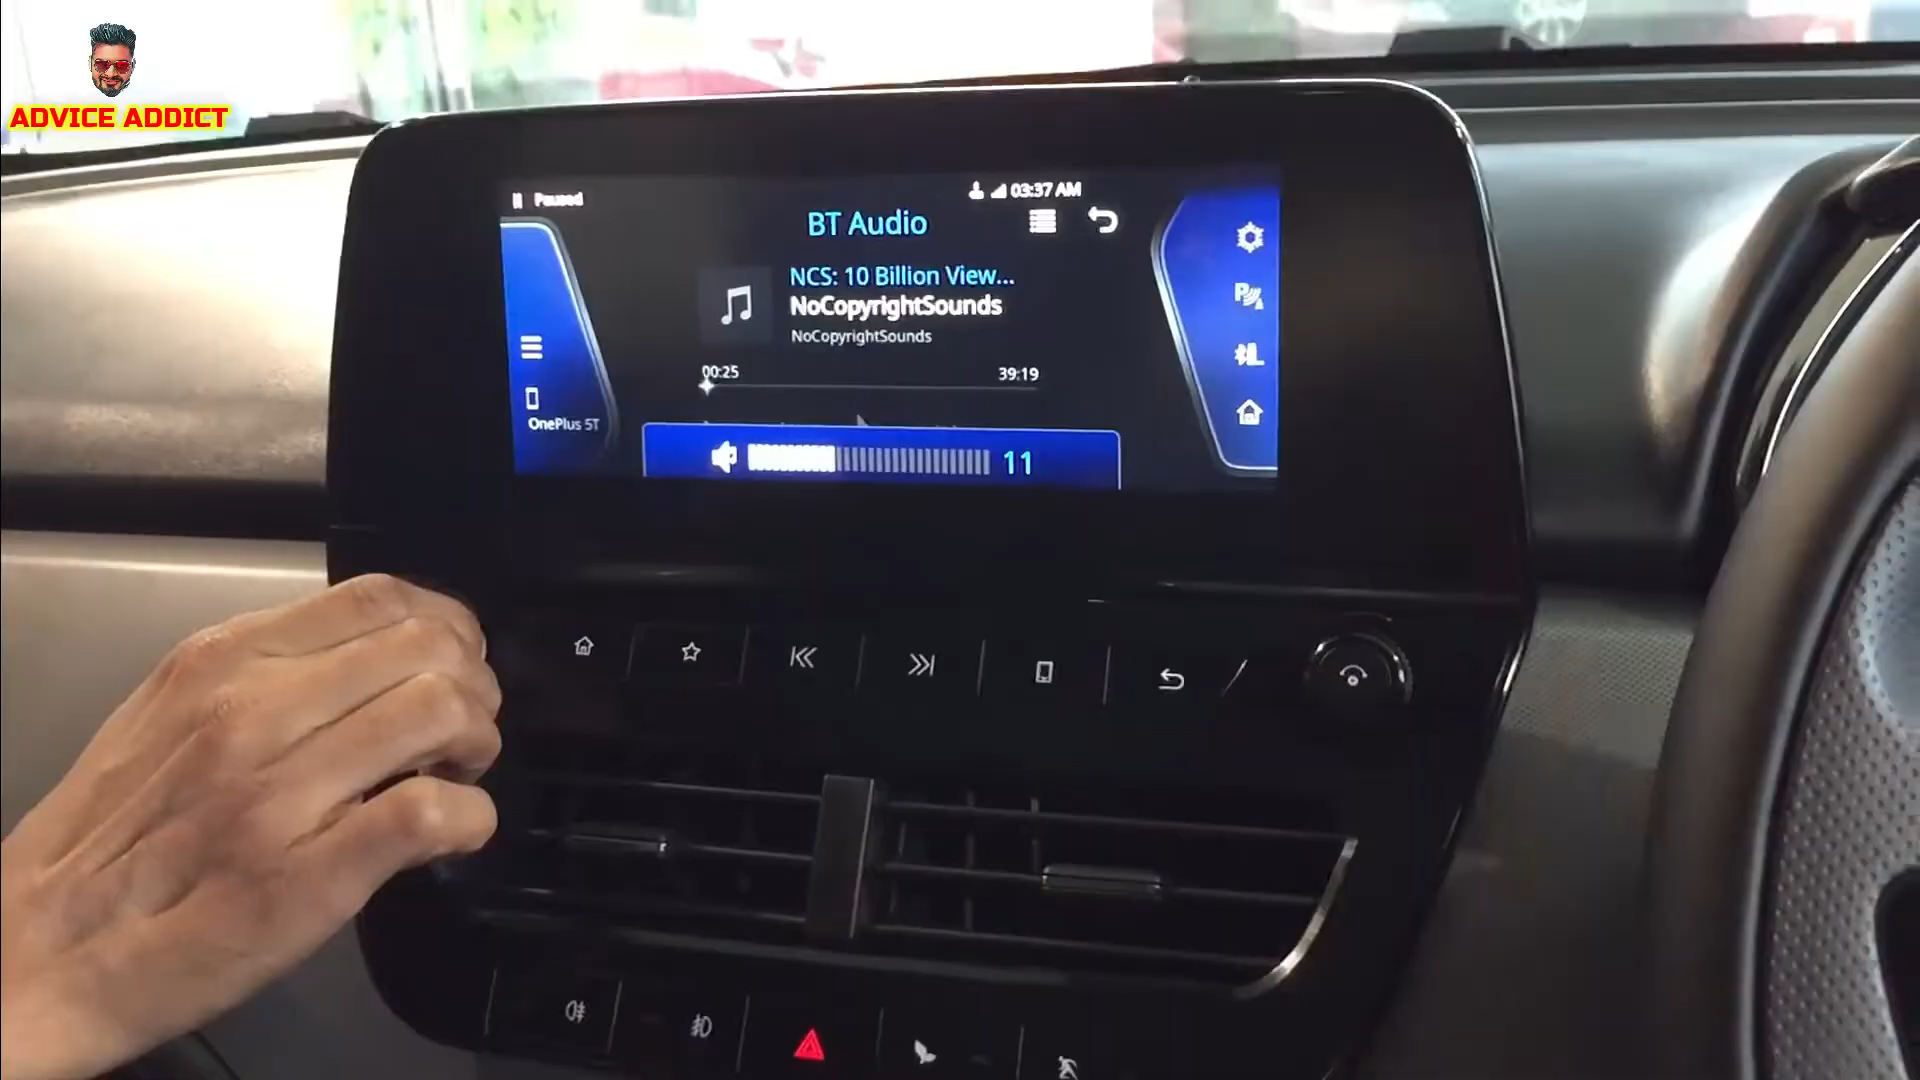 ADVICE ADDICT
Paused
03:37 AM
BT Audio
NCS: 10 Billion View...
NoCopyrightSounds
NoCopyrightSounds
00:25
39:19
OnePlus 5T
11